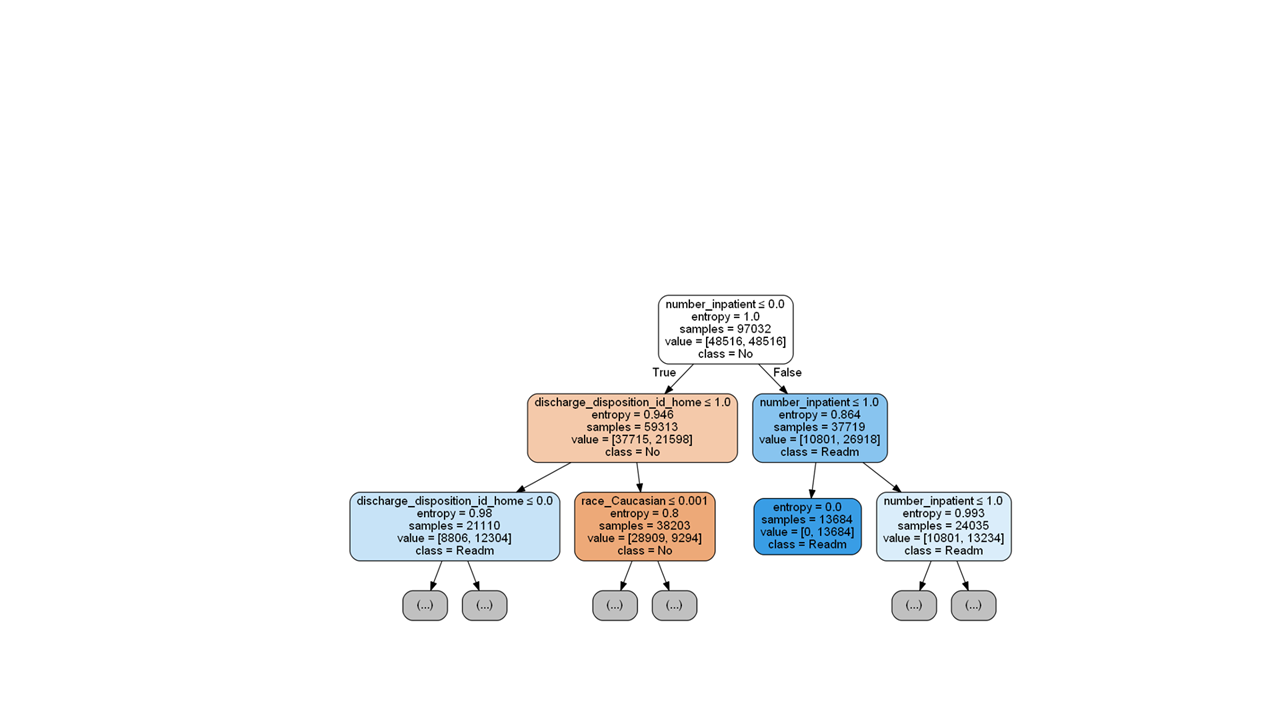 number_inpatient ≤ 0.0
entropy = 1.0
samples = 97032
value = [48516, 48516]
class = No
True
False
discharge_disposition_id_home ≤ 1.0
entropy = 0.946
samples = 59313
value = [37715, 21598]
class = No
number_inpatient ≤ 1.0
entropy = 0.864
samples = 37719
value = [10801, 26918]
class = Readm
discharge_disposition_id_home ≤ 0.0
entropy = 0.98
samples = 21110
value = [8806, 12304]
class = Readm
race_Caucasian ≤ 0.001
entropy = 0.8
samples = 38203
value = [28909, 9294]
class = No
entropy = 0.0
samples = 13684
value = [0, 13684]
class = Readm
number_inpatient ≤ 1.0
entropy = 0.993
samples = 24035
value = [10801, 13234]
class = Readm
(...)
(...)
(...)
(...)
(...)
(...)